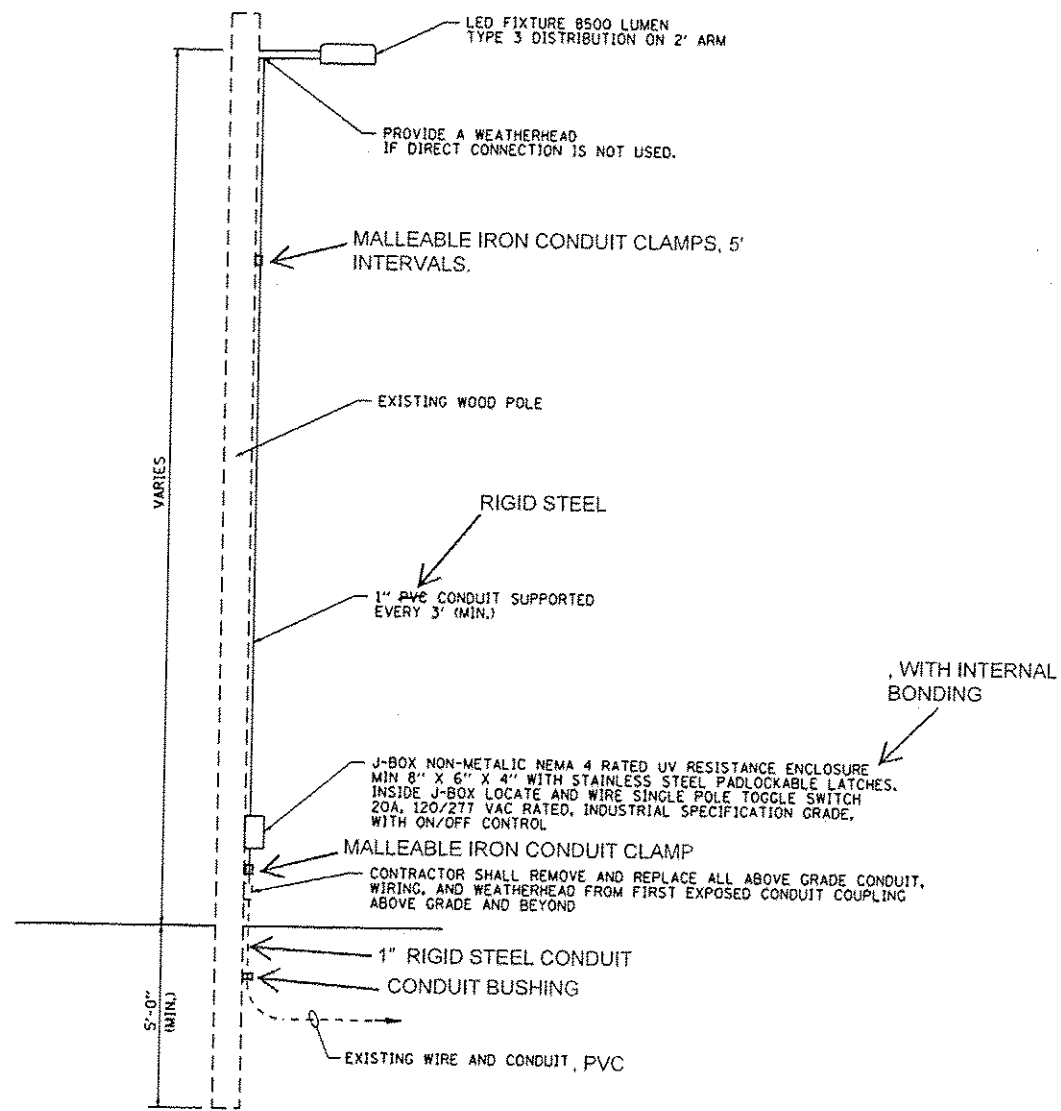 LED FIXTURE 8500 LUMEN
TYPE 3 DISTRIBUTION ON 2' ARM
PROVIDE A WEATHERHEAD
IF DIRECT CONNECTION IS NOT USED.
MALLEABLE IRON CONDUIT CLAMPS, 5'
INTERVALS.
EXISTING WOOD POLE
VARIES
RIGID STEEL
1" PVC CONDUIT SUPPORTED
EVERY 3' (MIN.)
, WITH INTERNAL
BONDING
J-BOX NON-METALIC NEMA 4 RATED UV RESISTANCE ENCLOSURE
MIN 8" X 6" X 4" WITH STAINLESS STEEL PADLOCKABLE LATCHES.
INSIDE J-BOX LOCATE AND WIRE SINGLE POLE TOGGLE SWITCH
20A, 120/277 VAC RATED, INDUSTRIAL SPECIFICATION GRADE,
WITH ON/OFF CONTROL
MALLEABLE IRON CONDUIT CLAMP
CONTRACTOR SHALL REMOVE AND REPLACE ALL ABOVE GRADE CONDUIT,
WIRING, AND WEATHERHEAD FROM FIRST EXPOSED CONDUIT COUPLING
ABOVE GRADE AND BEYOND
1" RIGID STEEL CONDUIT
CONDUIT BUSHING
5'-0"
(MIN.)
EXISTING WIRE AND CONDUIT, PVC